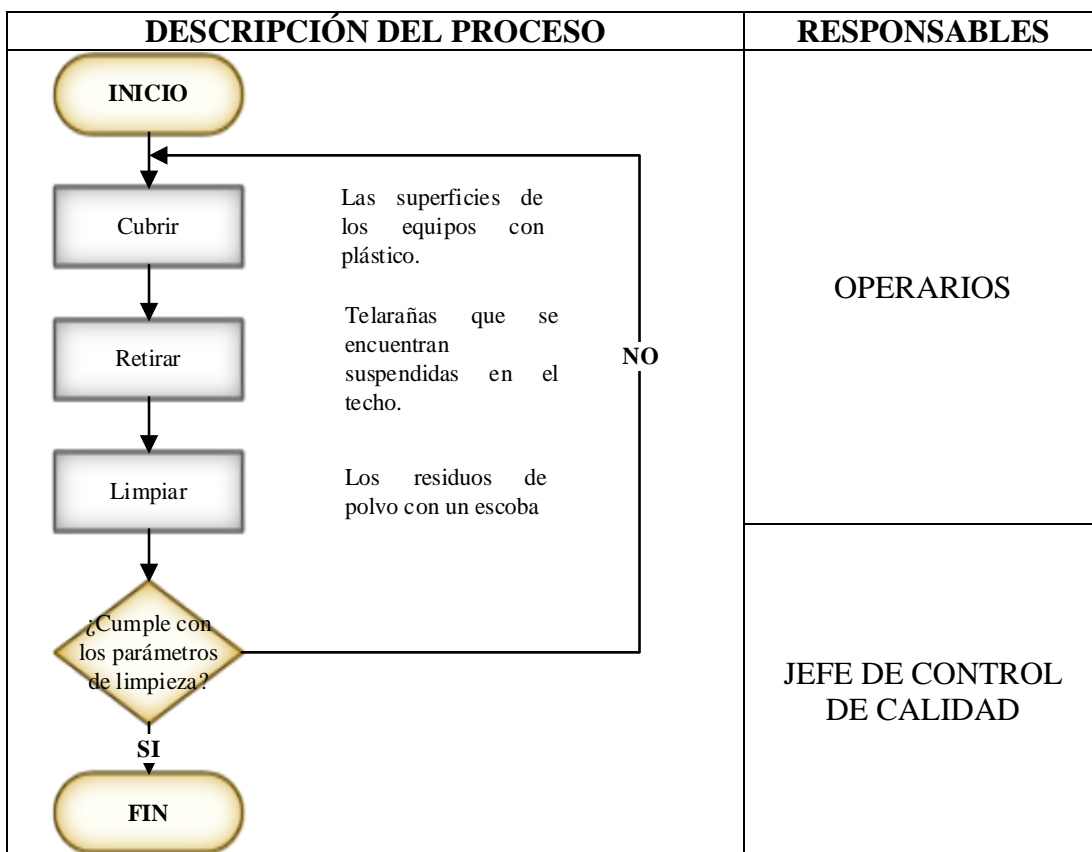 DESCRIPCIÓN DEL PROCESO
RESPONSABLES
INICIO
Cubrir
Las superficies de
los equipos con
plástico.
OPERARIOS
Retirar
Telarañas que se
encuentran
suspendidas en el
techo.
NO
Limpiar
Los residuos de
polvo con un escoba
¿Cumple con
los parámetros
de limpieza?
JEFE DE CONTROL
DE CALIDAD
SI
FIN